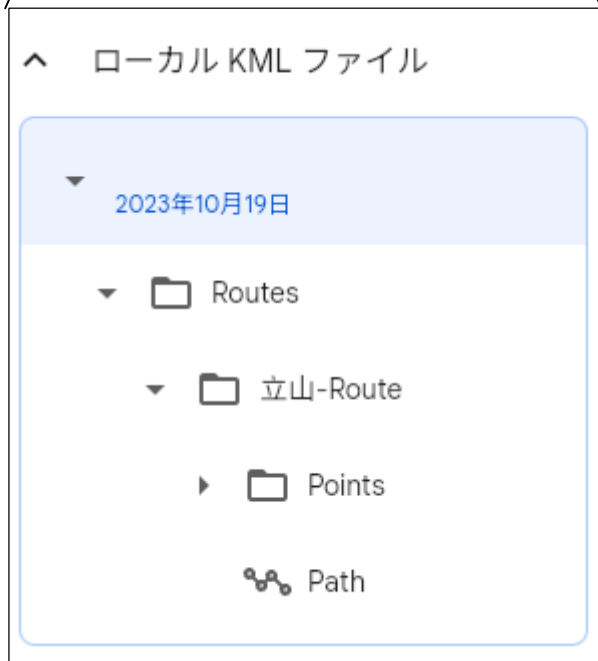 ローカル KML ファイル
2023年10月19日
Routes
立山-Route
Points
Path